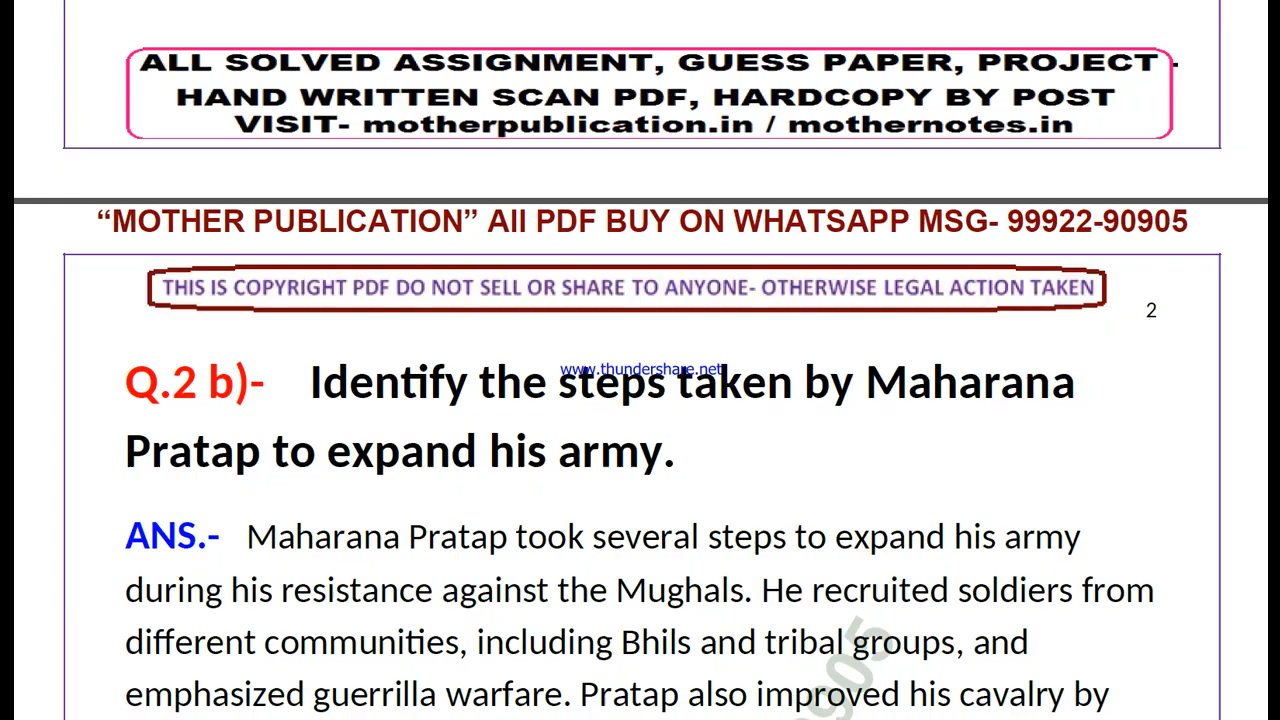 ALL SOLVED ASSIGNMENT, GUESS PAPER, PROJECT -
HAND WRITTEN SCAN PDF, HARDCOPY BY POST
VISIT- motherpublication.in / mothernotes.in
“MOTHER PUBLICATION” All PDF BUY ON WHATSAPP MSG- 99922-90905
THIS IS COPYRIGHT PDF DO NOT SELL OR SHARE TO ANYONE- OTHERWISE LEGAL ACTION TAKEN
2
www.thundershare.net
Q.2 b)- Identify the steps taken by Maharana
Pratap to expand his army.
ANS.- Maharana Pratap took several steps to expand his army
during his resistance against the Mughals. He recruited soldiers from
different communities, including Bhils and tribal groups, and
emphasized guerrilla warfare. Pratap also improved his cavalry by
0905